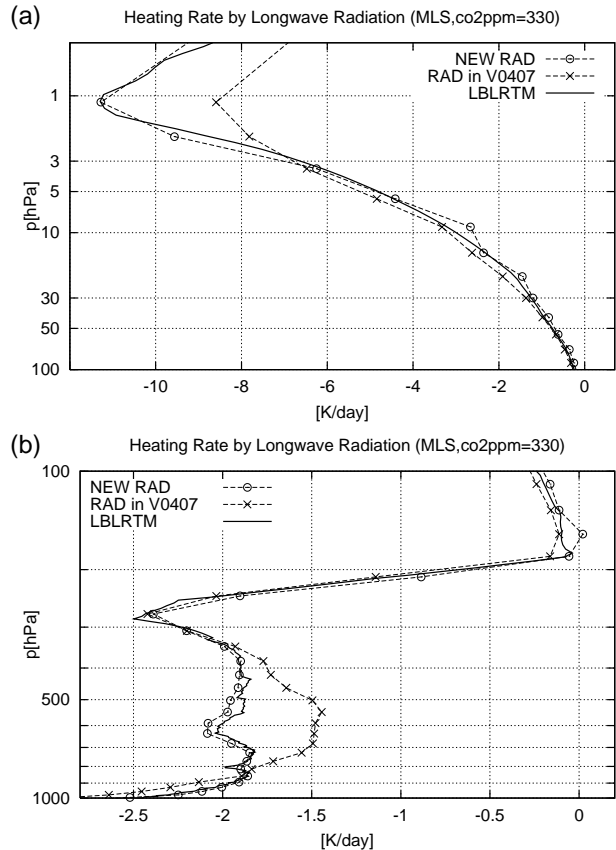 (a)
Heating Rate by Longwave Radiation (MLS,co2ppm=330)
NEW RAD
RAD in V0407
LBLRTM
1
3
5
10
30
50
100
p[hPa]
-10 -8 -6 -4 -2 0
[K/day]
(b)
Heating Rate by Longwave Radiation (MLS,co2ppm=330)
NEW RAD
RAD in V0407
LBLRTM
100
500
1000
p[hPa]
-2.5 -2 -1.5 -1 -0.5 0
[K/day]